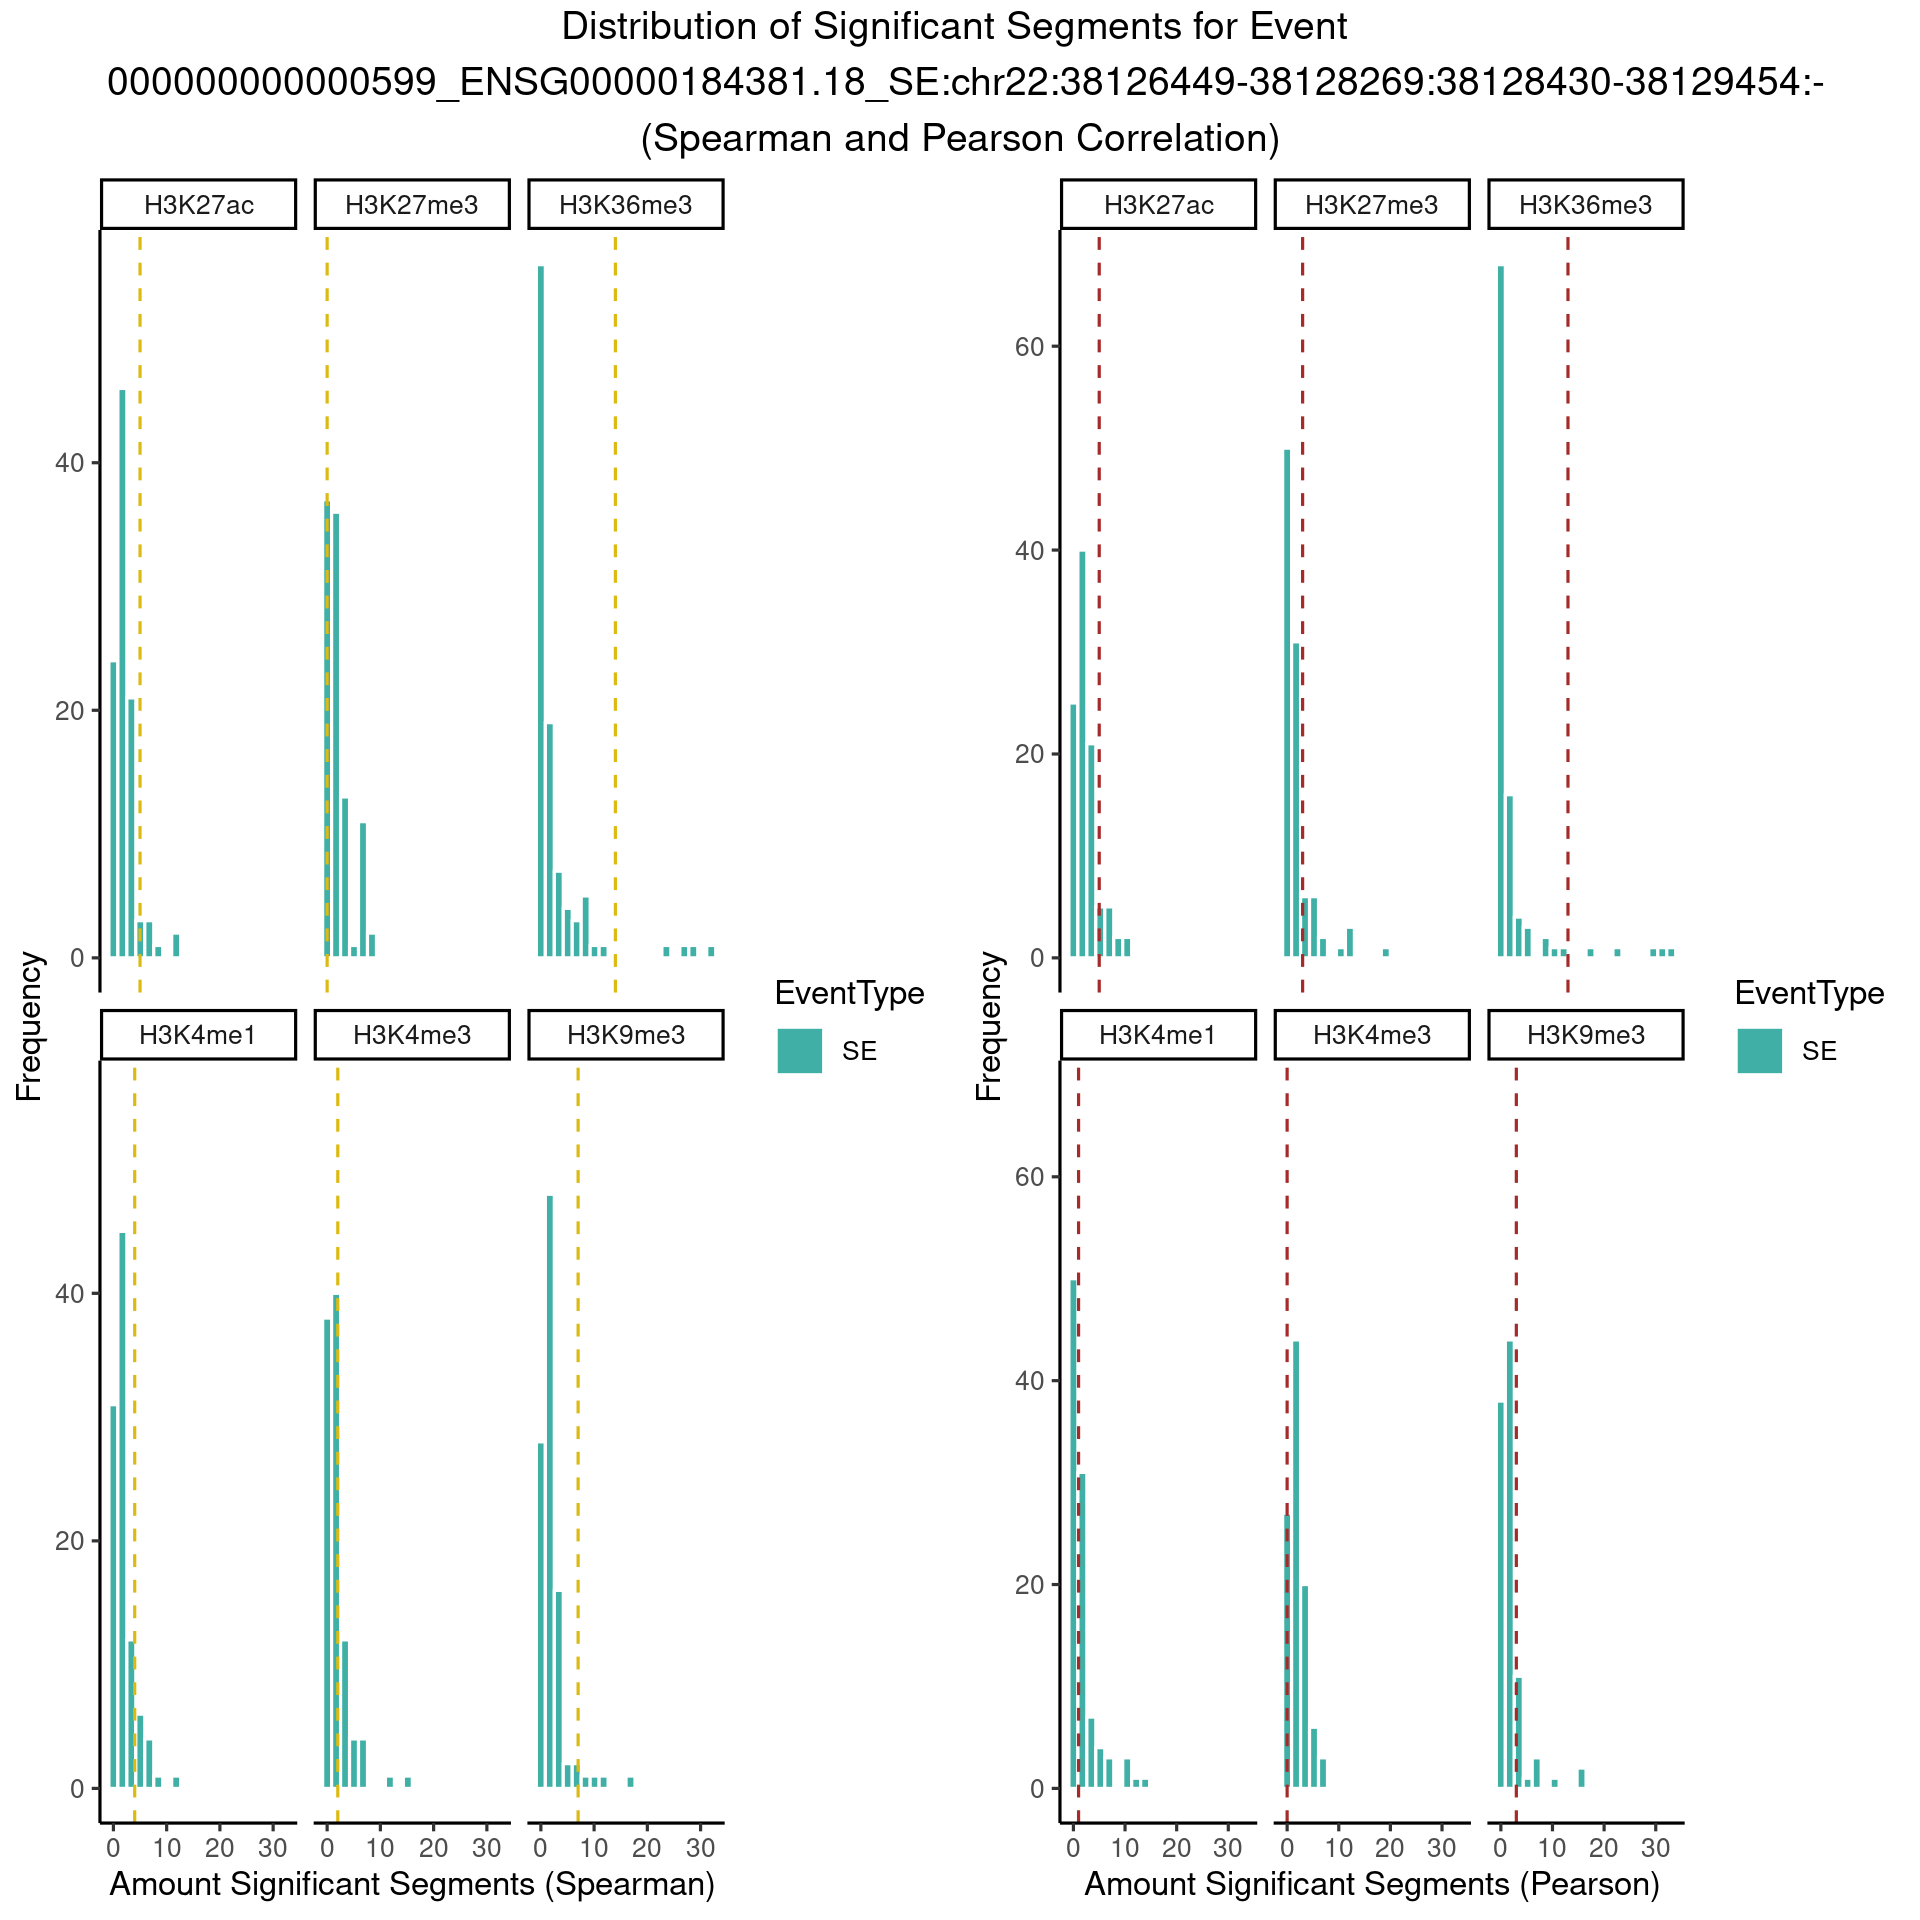 Distribution of Significant Segments for Event
000000000000599_ENSG00000184381.18_SE:chr22:38126449-38128269:38128430-38129454:-
(Spearman and Pearson Correlation)
H3K27ac H3K27me3 H3K36me3
40
20
0
H3K4me1 H3K4me3 H3K9me3
40
20
0
0 10 20 30 0 10 20 30 0 10 20 30
Amount Significant Segments (Spearman)
Frequency
EventType
SE
H3K27ac H3K27me3 H3K36me3
60
40
20
0
H3K4me1 H3K4me3 H3K9me3
60
40
20
0
0 10 20 30 0 10 20 30 0 10 20 30
Amount Significant Segments (Pearson)
Frequency
EventType
SE